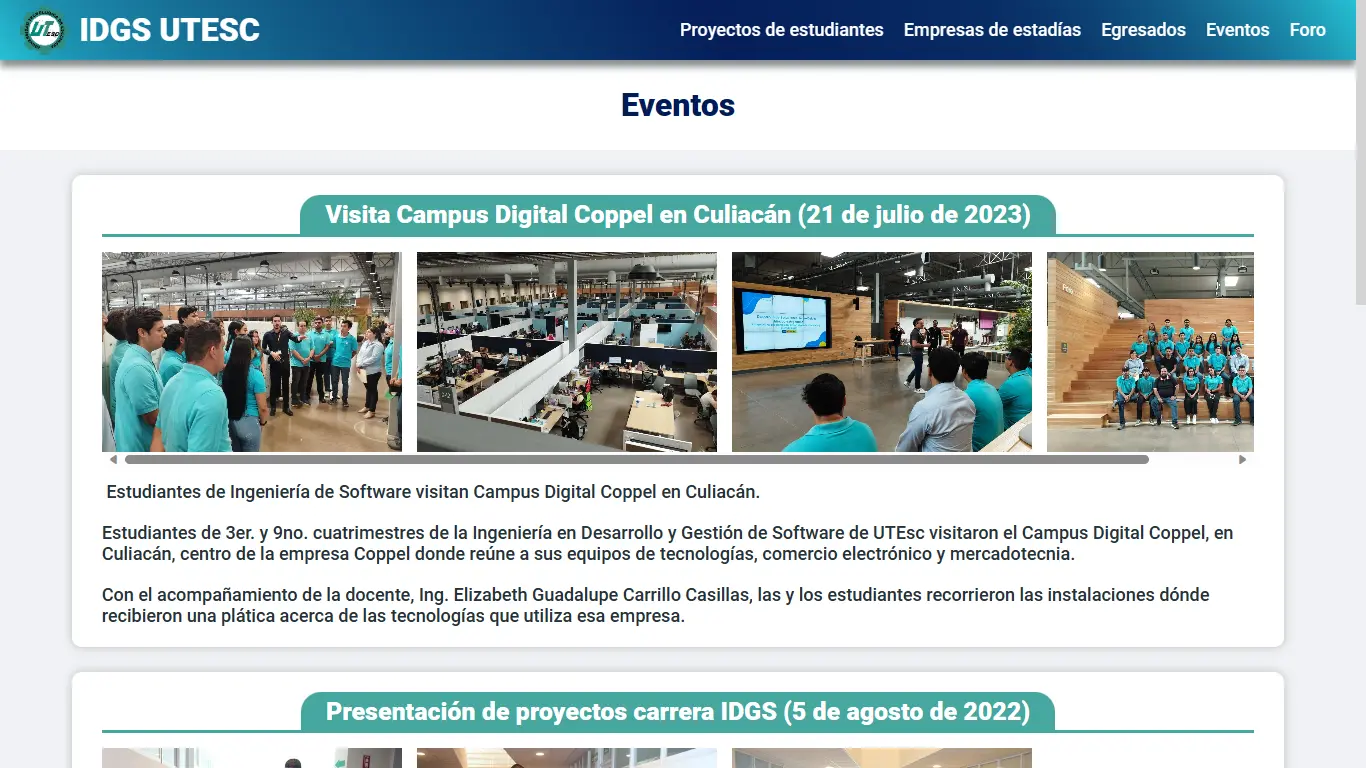 IDGS UTESC
Proyectos de estudiantes
Empresas de estadías
Egresados
Eventos
Foro
Eventos
Visita Campus Digital Coppel en Culiacán (21 de julio de 2023)
Estudiantes de Ingeniería de Software visitan Campus Digital Coppel en Culiacán.
Estudiantes de 3er. y 9no. cuatrimestres de la Ingeniería en Desarrollo y Gestión de Software de UTEsc visitaron el Campus Digital Coppel, en
Culiacán, centro de la empresa Coppel donde reúne a sus equipos de tecnologías, comercio electrónico y mercadotecnia.
Con el acompañamiento de la docente, Ing. Elizabeth Guadalupe Carrillo Casillas, las y los estudiantes recorrieron las instalaciones dónde
recibieron una plática acerca de las tecnologías que utiliza esa empresa.
Presentación de proyectos carrera IDGS (5 de agosto de 2022)